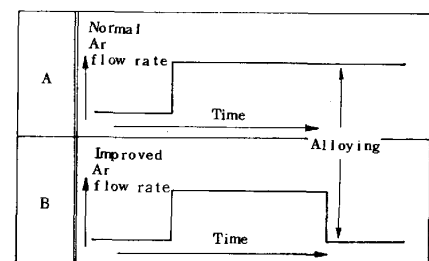 A
Normal
Ar
flow rate
Time
Alloying
B
Improved
Ar
flow rate
Time